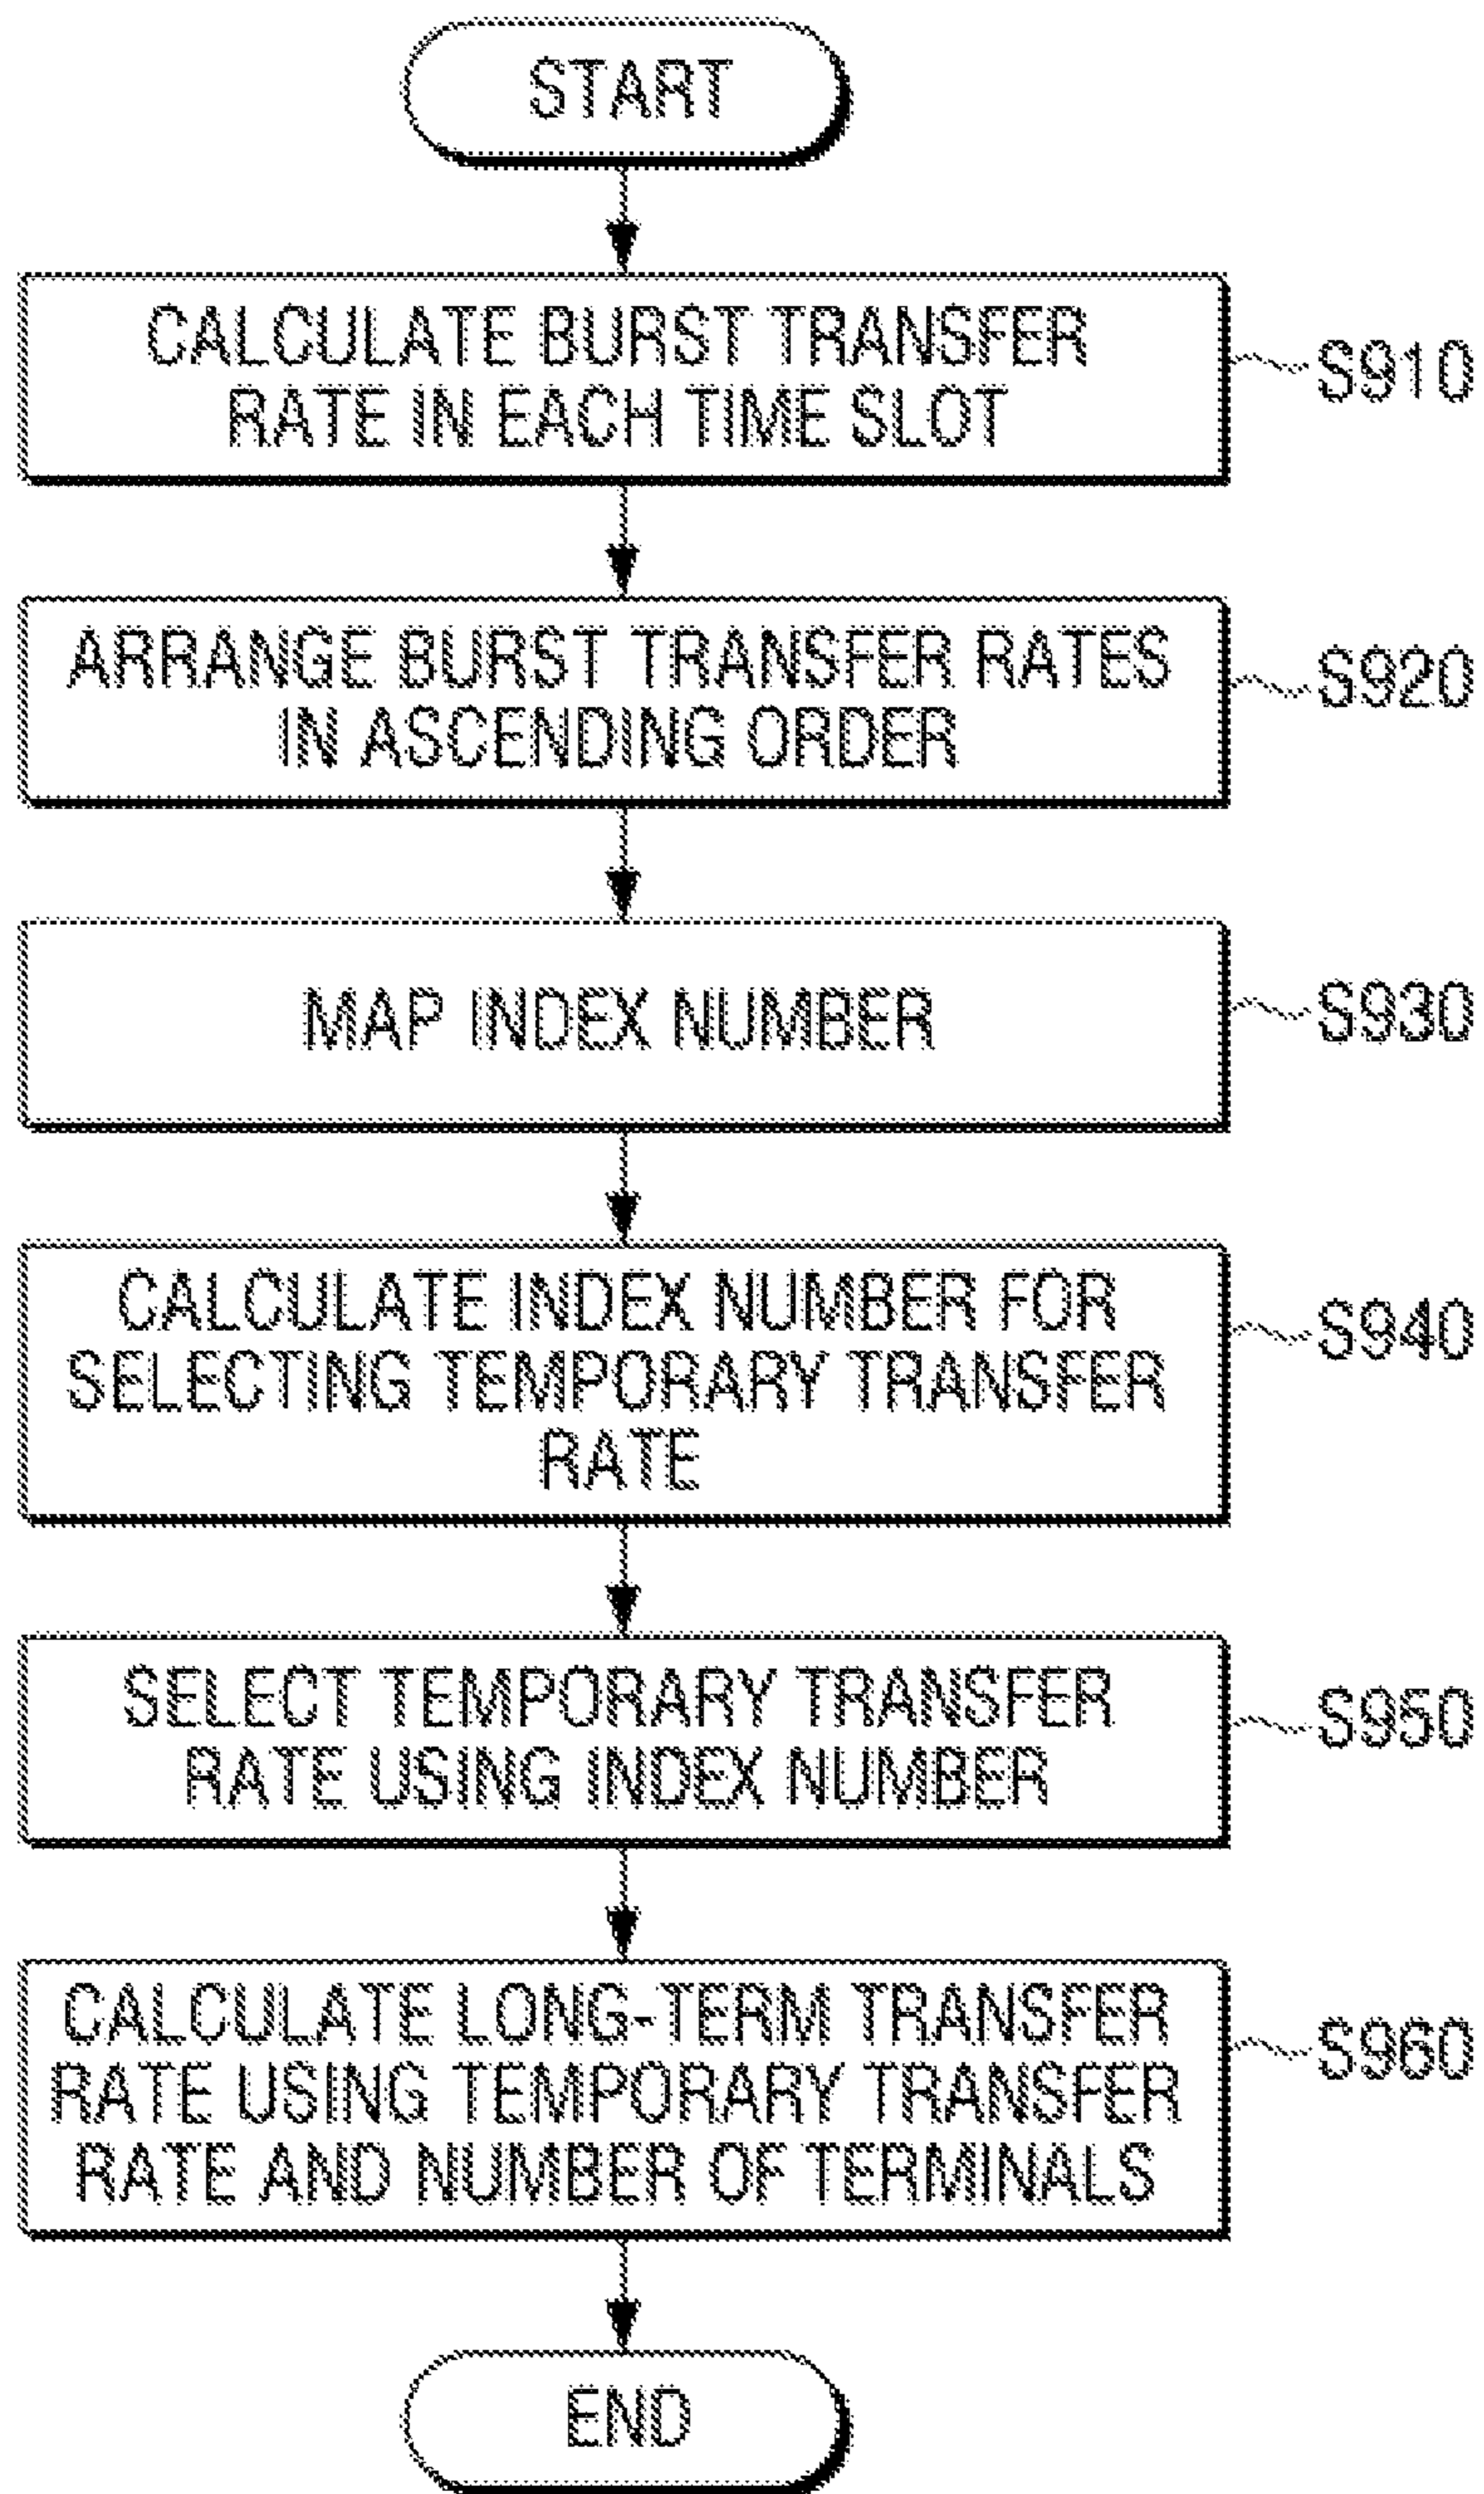 START
CALCULATE BURST TRANSFER
RATE IN EACH TIME SLOT
S910
ARRANGE BURST TRANSFER RATES
IN ASCENDING ORDER
S920
MAP INDEX NUMBER
S930
CALCULATE INDEX NUMBER FOR
SELECTING TEMPORARY TRANSFER
RATE
S940
SELECT TEMPORARY TRANSFER
RATE USING INDEX NUMBER
S950
CALCULATE LONG-TERM TRANSFER
RATE USING TEMPORARY TRANSFER
RATE AND NUMBER OF TERMINALS
S960
END